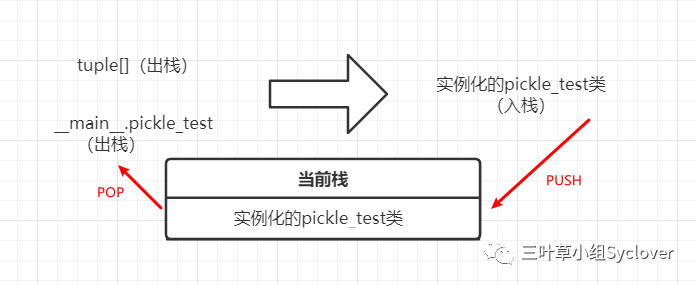 tuple[]（出栈）
实例化的pickle_test类
（入栈）
__main__.pickle_test
（出栈）
当前栈
POP
PUSH
实例化的pickle_test类
三叶草小组Syclover